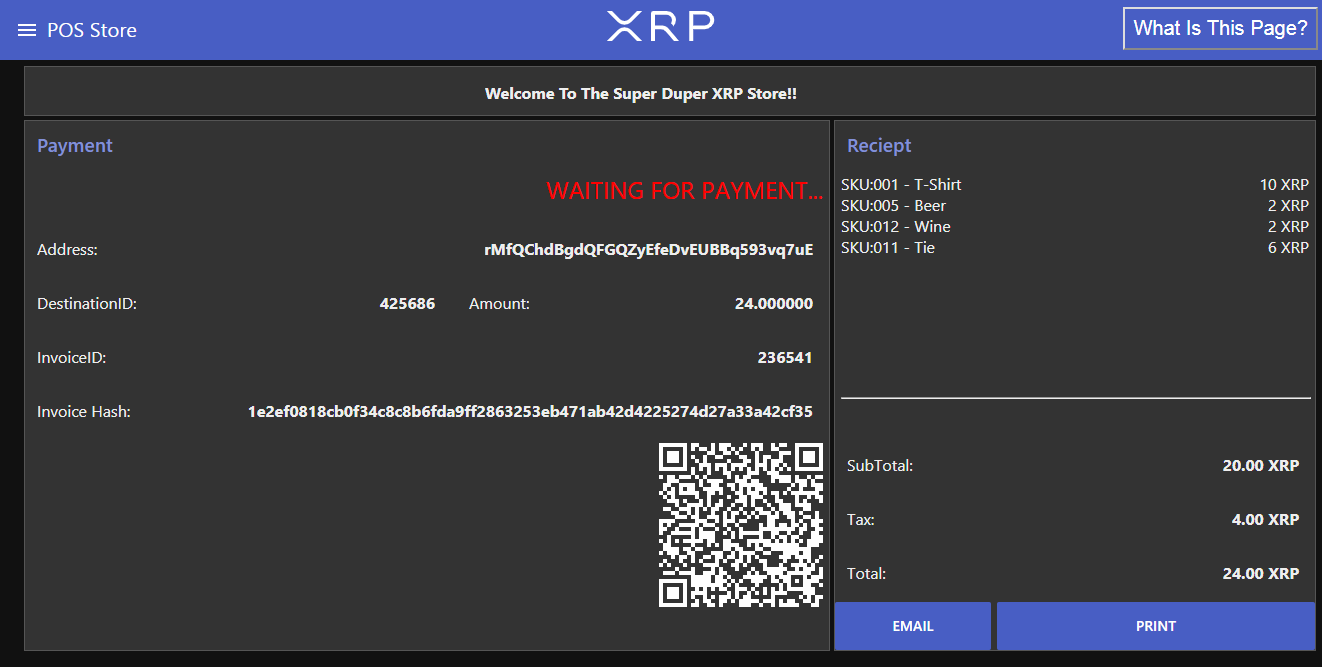 POS Store
XRP
What Is This Page?
Welcome To The Super Duper XRP Store!!
Payment
WAITING FOR PAYMENT...
Address: rMfQChdBgdQFGQZyEfeDvEUBBq593vq7uE
DestinationID: 425686 Amount: 24.000000
InvoiceID: 236541
Invoice Hash: 1e2ef0818cb0f34c8c8b6fda9ff2863253eb471ab42d4225274d27a33a42cf35
Reciept
SKU:001 - T-Shirt 10 XRP
SKU:005 - Beer 2 XRP
SKU:012 - Wine 2 XRP
SKU:011 - Tie 6 XRP
SubTotal: 20.00 XRP
Tax: 4.00 XRP
Total: 24.00 XRP
EMAIL PRINT